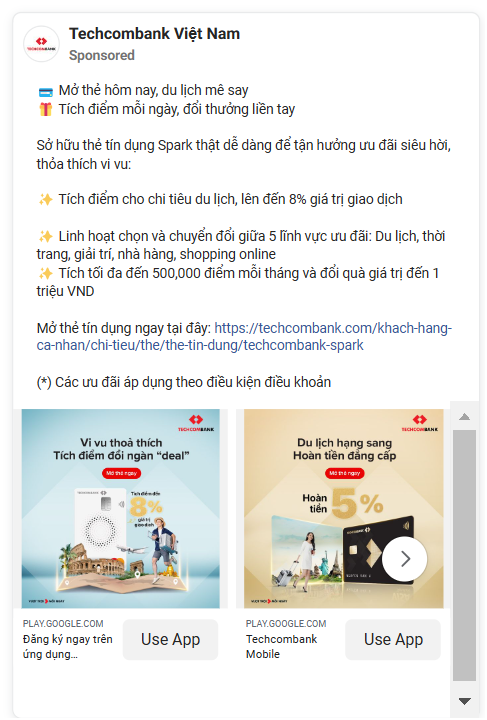 Techcombank Việt Nam
Sponsored
Mở thẻ hôm nay, du lịch mê say
Tích điểm mỗi ngày, đổi thưởng liền tay
Sở hữu thẻ tín dụng Spark thật dễ dàng để tận hưởng ưu đãi siêu hời,
thỏa thích vi vu:
Tích điểm cho chi tiêu du lịch, lên đến 8% giá trị giao dịch
Linh hoạt chọn và chuyển đổi giữa 5 lĩnh vực ưu đãi: Du lịch, thời
trang, giải trí, nhà hàng, shopping online
Tích tối đa đến 500,000 điểm mỗi tháng và đổi quà giá trị đến 1
triệu VND
Mở thẻ tín dụng ngay tại đây: https://techcombank.com/khach-hang-
ca-nhan/chi-tieu/the/the-tin-dung/techcombank-spark
(*) Các ưu đãi áp dụng theo điều kiện điều khoản
TECHCOMBANK
Vi vu thoả thích
Tích điểm đổi ngàn “deal”
Mở thẻ ngay
Tích điểm đến
8%
giá trị
giao dịch
TECHCOMBANK
Du lịch hạng sang
Hoàn tiền đẳng cấp
Mở thẻ ngay
Hoàn
tiền
5%
PLAY.GOOGLE.COM
Đăng ký ngay trên
ứng dụng...
Use App
PLAY.GOOGLE.COM
Techcombank
Mobile
Use App